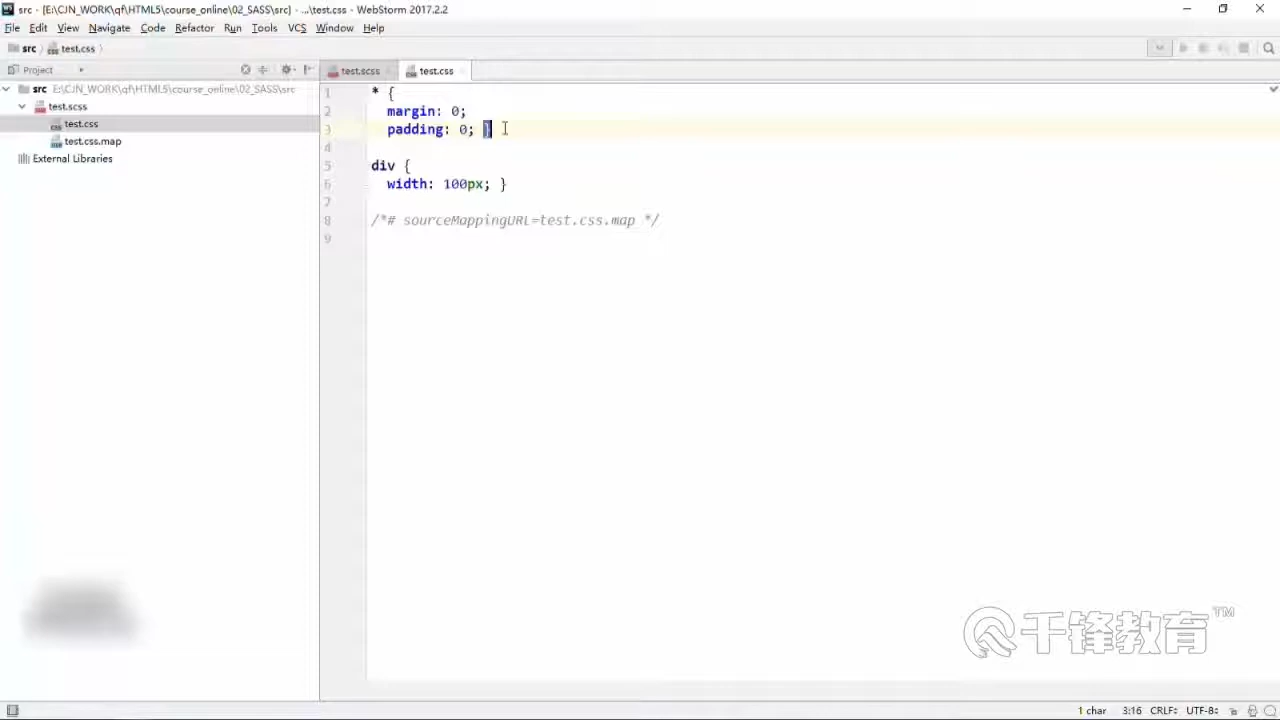 src - [E:\CJN_WORK\qf\HTML5\course_online\02_SASS\src] - ...\test.css - WebStorm 2017.2.2
File Edit View Navigate Code Refactor Run Tools VCS Window Help
src test.css
Project
test.scss test.css
src E:\CJN_WORK\qf\HTML5\course_online\02_SASS\src
test.scss
test.css
test.css.map
External Libraries
1 * {
2 margin: 0;
3 padding: 0; }
4
5 div {
6 width: 100px; }
7
8 /*# sourceMappingURL=test.css.map */
9
千锋教育TM
1 char 3:16 CRLF UTF-8